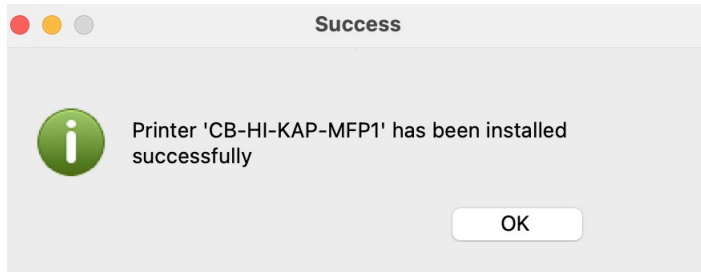 Success
Printer 'CB-HI-KAP-MFP1' has been installed
successfully
OK